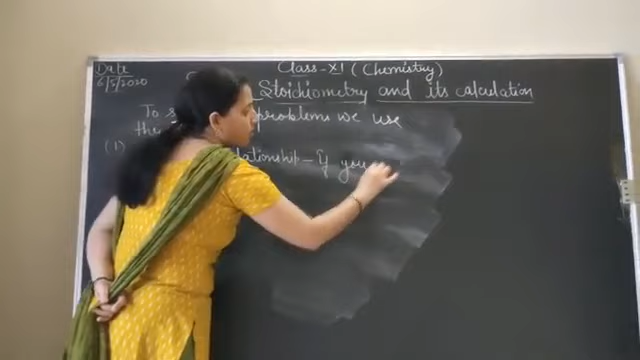 Date
6/5/2020
Class-XI (Chemistry)
Stoichiometry and its calculation
To problems we use
the
(1) lationship - If you